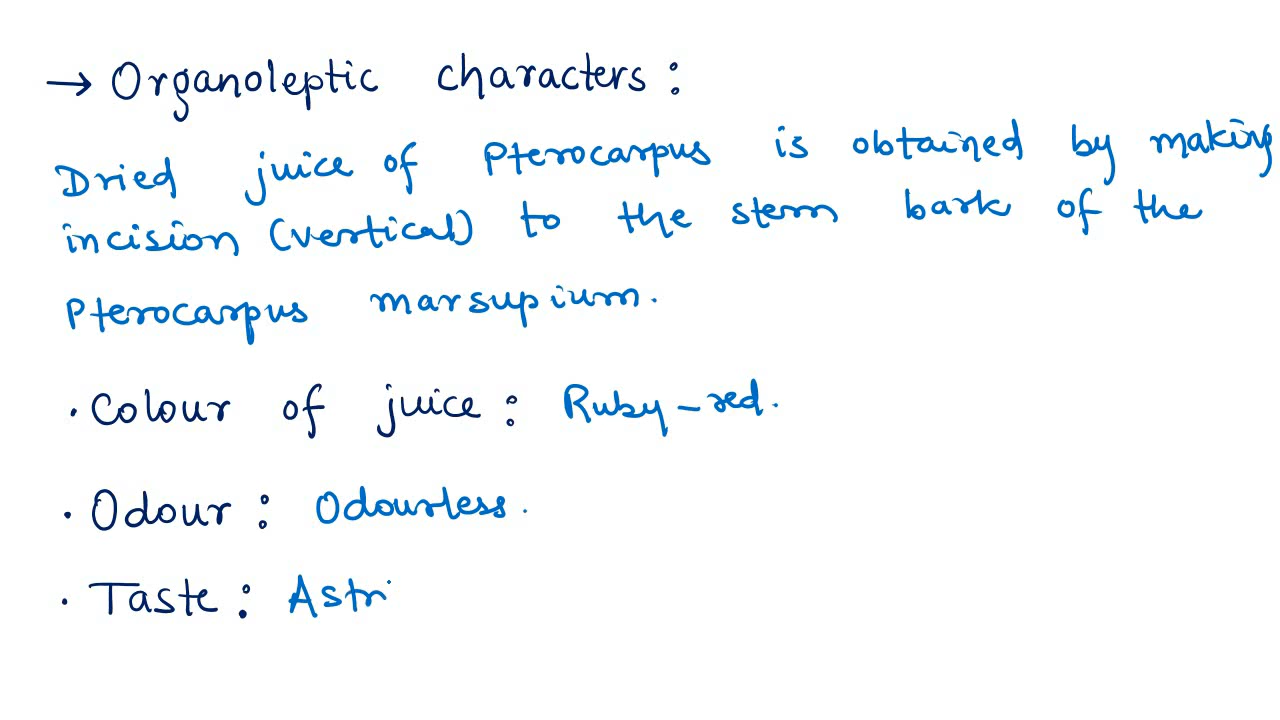 → Organoleptic characters:
Dried juice of Pterocarpus is obtained by making
incision (vertical) to the stem bark of the
Pterocarpus marsupium.
· Colour of juice: Ruby-red.
· Odour: Odourless.
· Taste: Astri